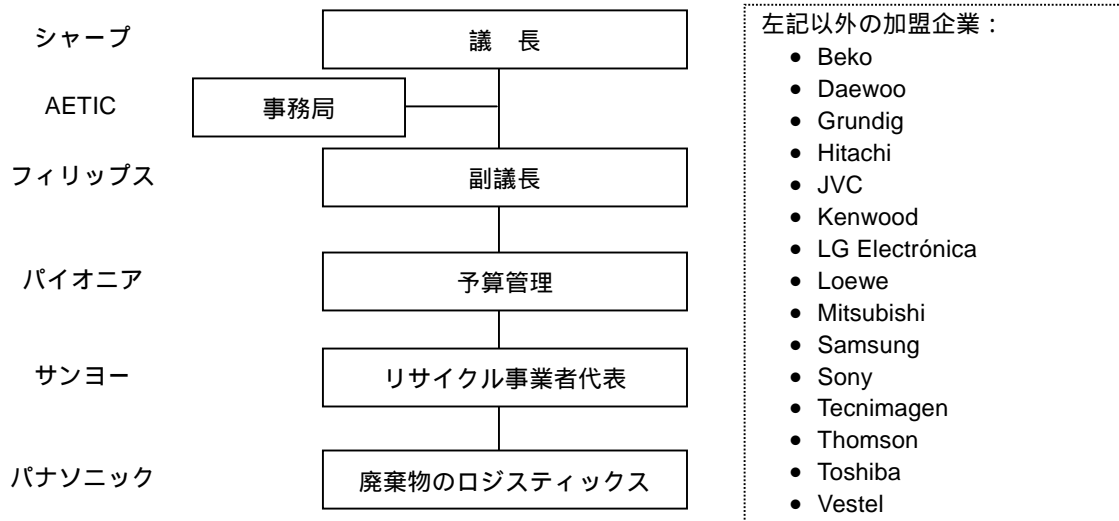 シャープ
議　長
AETIC
事務局
フィリップス
副議長
パイオニア
予算管理
サンヨー
リサイクル事業者代表
パナソニック
廃棄物のロジスティックス
左記以外の加盟企業：
● Beko
● Daewoo
● Grundig
● Hitachi
● JVC
● Kenwood
● LG Electrónica
● Loewe
● Mitsubishi
● Samsung
● Sony
● Tecnimagen
● Thomson
● Toshiba
● Vestel